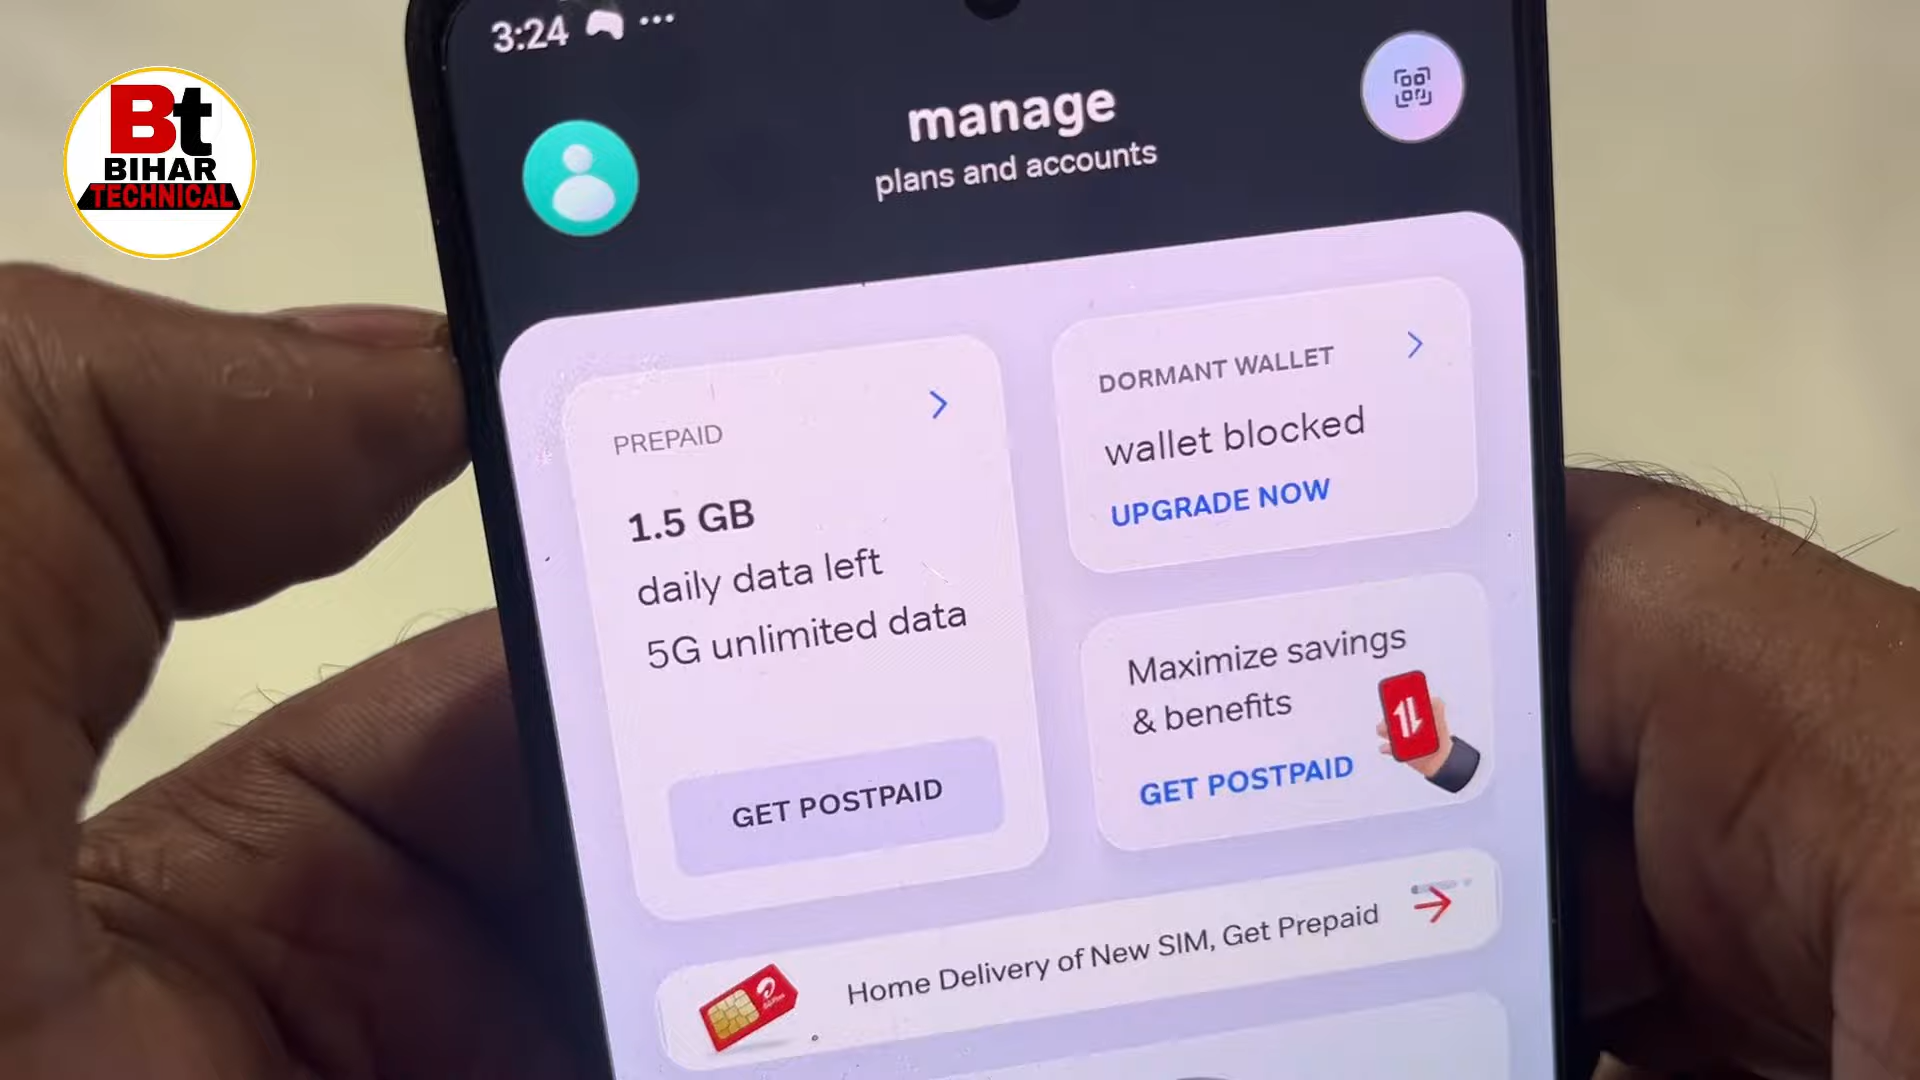 Bt
BIHAR
TECHNICAL
3:24
manage
plans and accounts
PREPAID
1.5 GB
daily data left
5G unlimited data
GET POSTPAID
DORMANT WALLET
wallet blocked
UPGRADE NOW
Maximize savings
& benefits
GET POSTPAID
Home Delivery of New SIM, Get Prepaid